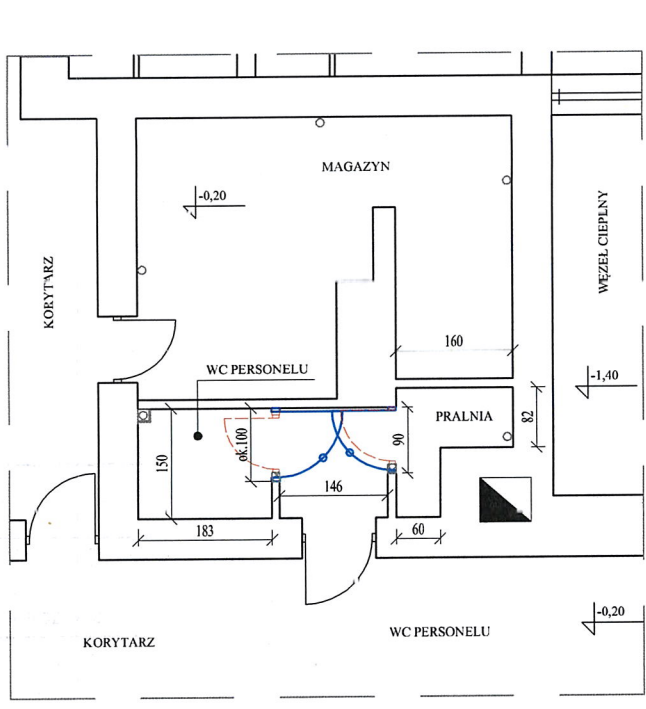 MAGAZYN
-0,20
WĘZEŁ CIEPLNY
KORYTARZ
160
WC PERSONELU
-1,40
PRALNIA
82
90
ok.100
150
146
183
60
-0,20
WC PERSONELU
KORYTARZ